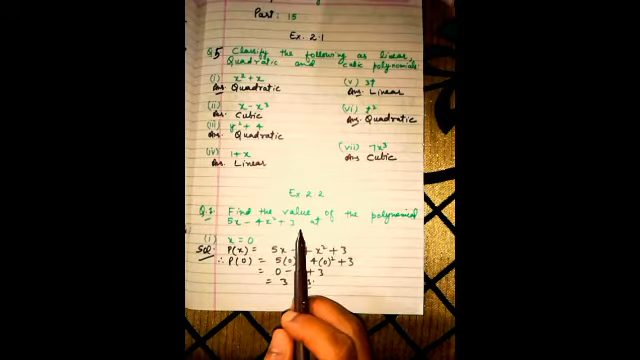 Part: 15
Ex. 2.1
Q5 Classify the following as linear,
Quadratic and cubic polynomials.
(i) x² + x
Ans. Quadratic
(ii) x - x³
Ans. Cubic
(iii) y² + 4
Ans. Quadratic
(iv) 1 + x
Ans. Linear
(v) 3t
Ans. Linear
(vi) t²
Ans. Quadratic
(vii) 7x³
Ans Cubic
Ex. 2.2
Q.1. Find the value of the polynomial
5x - 4x² + 3 at
(i) x = 0
Sol. P(x) = 5x - x² + 3
∴ P(0) = 5(0) 4(0)² + 3
= 0 - + 3
= 3